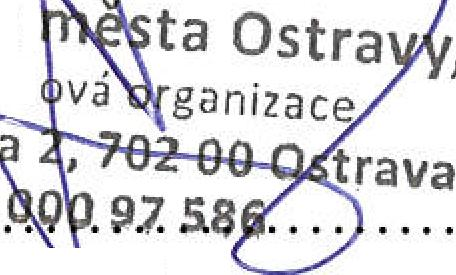 města Ostravy,
ová organizace
a 2, 702 00 Ostrava
000 97 586